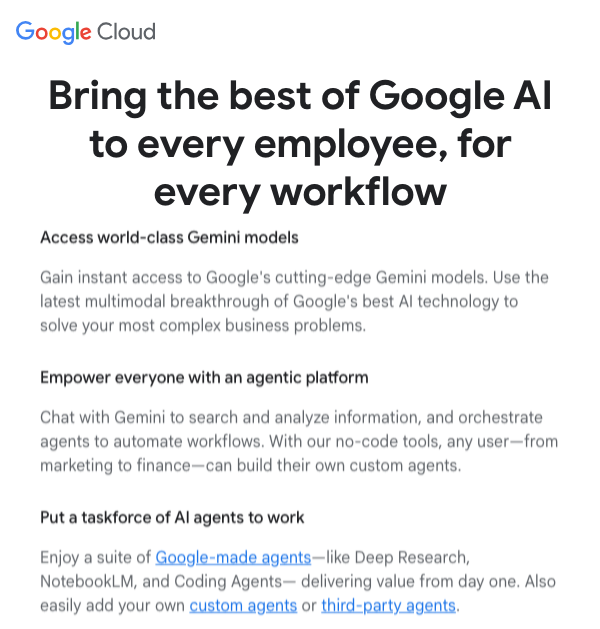 Google Cloud
Bring the best of Google AI
to every employee, for
every workflow
Access world-class Gemini models
Gain instant access to Google's cutting-edge Gemini models. Use the
latest multimodal breakthrough of Google's best AI technology to
solve your most complex business problems.
Empower everyone with an agentic platform
Chat with Gemini to search and analyze information, and orchestrate
agents to automate workflows. With our no-code tools, any user—from
marketing to finance—can build their own custom agents.
Put a taskforce of AI agents to work
Enjoy a suite of Google-made agents—like Deep Research,
NotebookLM, and Coding Agents— delivering value from day one. Also
easily add your own custom agents or third-party agents.